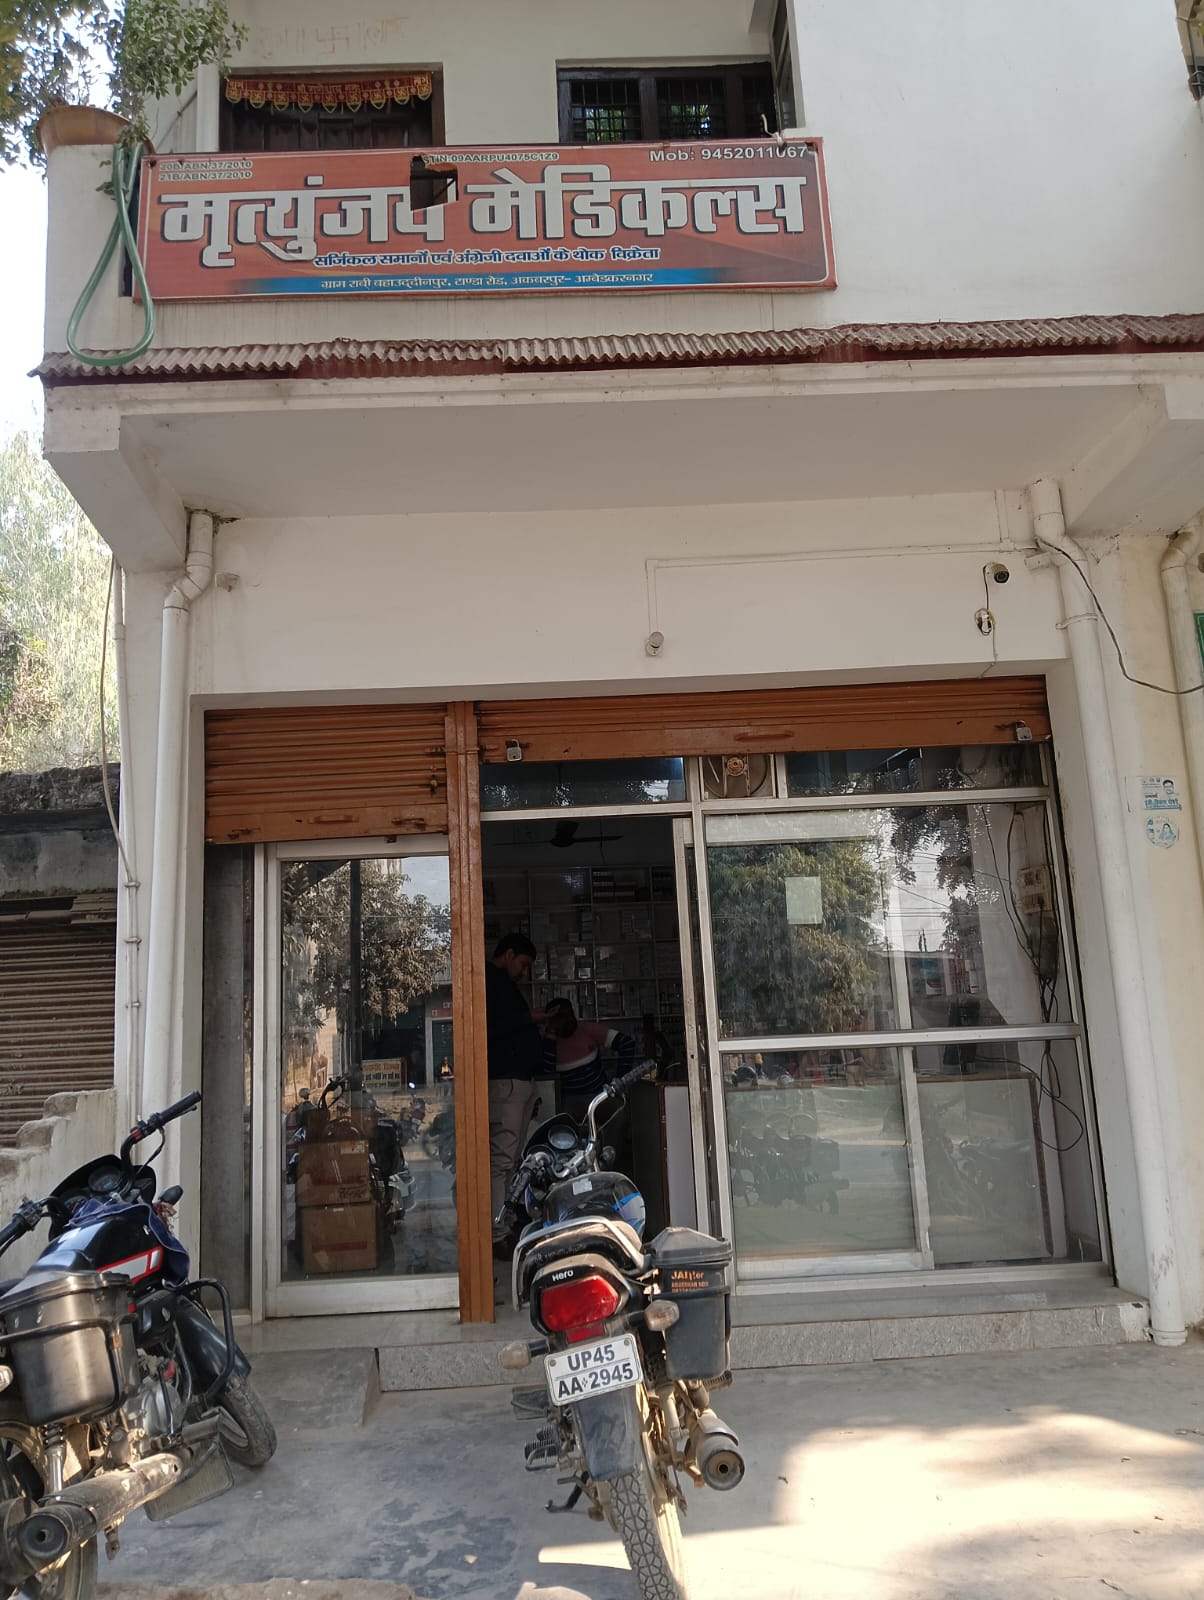 20B/ABN/37/2010
21B/ABN/37/2010
GSTIN:09AARPU4075C1Z9
Mob: 9452011067
मृत्युंजय मेडिकल्स
सर्जिकल समानों एवं अंग्रेजी दवाओं के थोक विक्रेता
ग्राम रावी बहाउद्दीनपुर, टाण्डा रोड, अकबरपुर- अम्बेडकरनगर
Hero
UP45
AA 2945